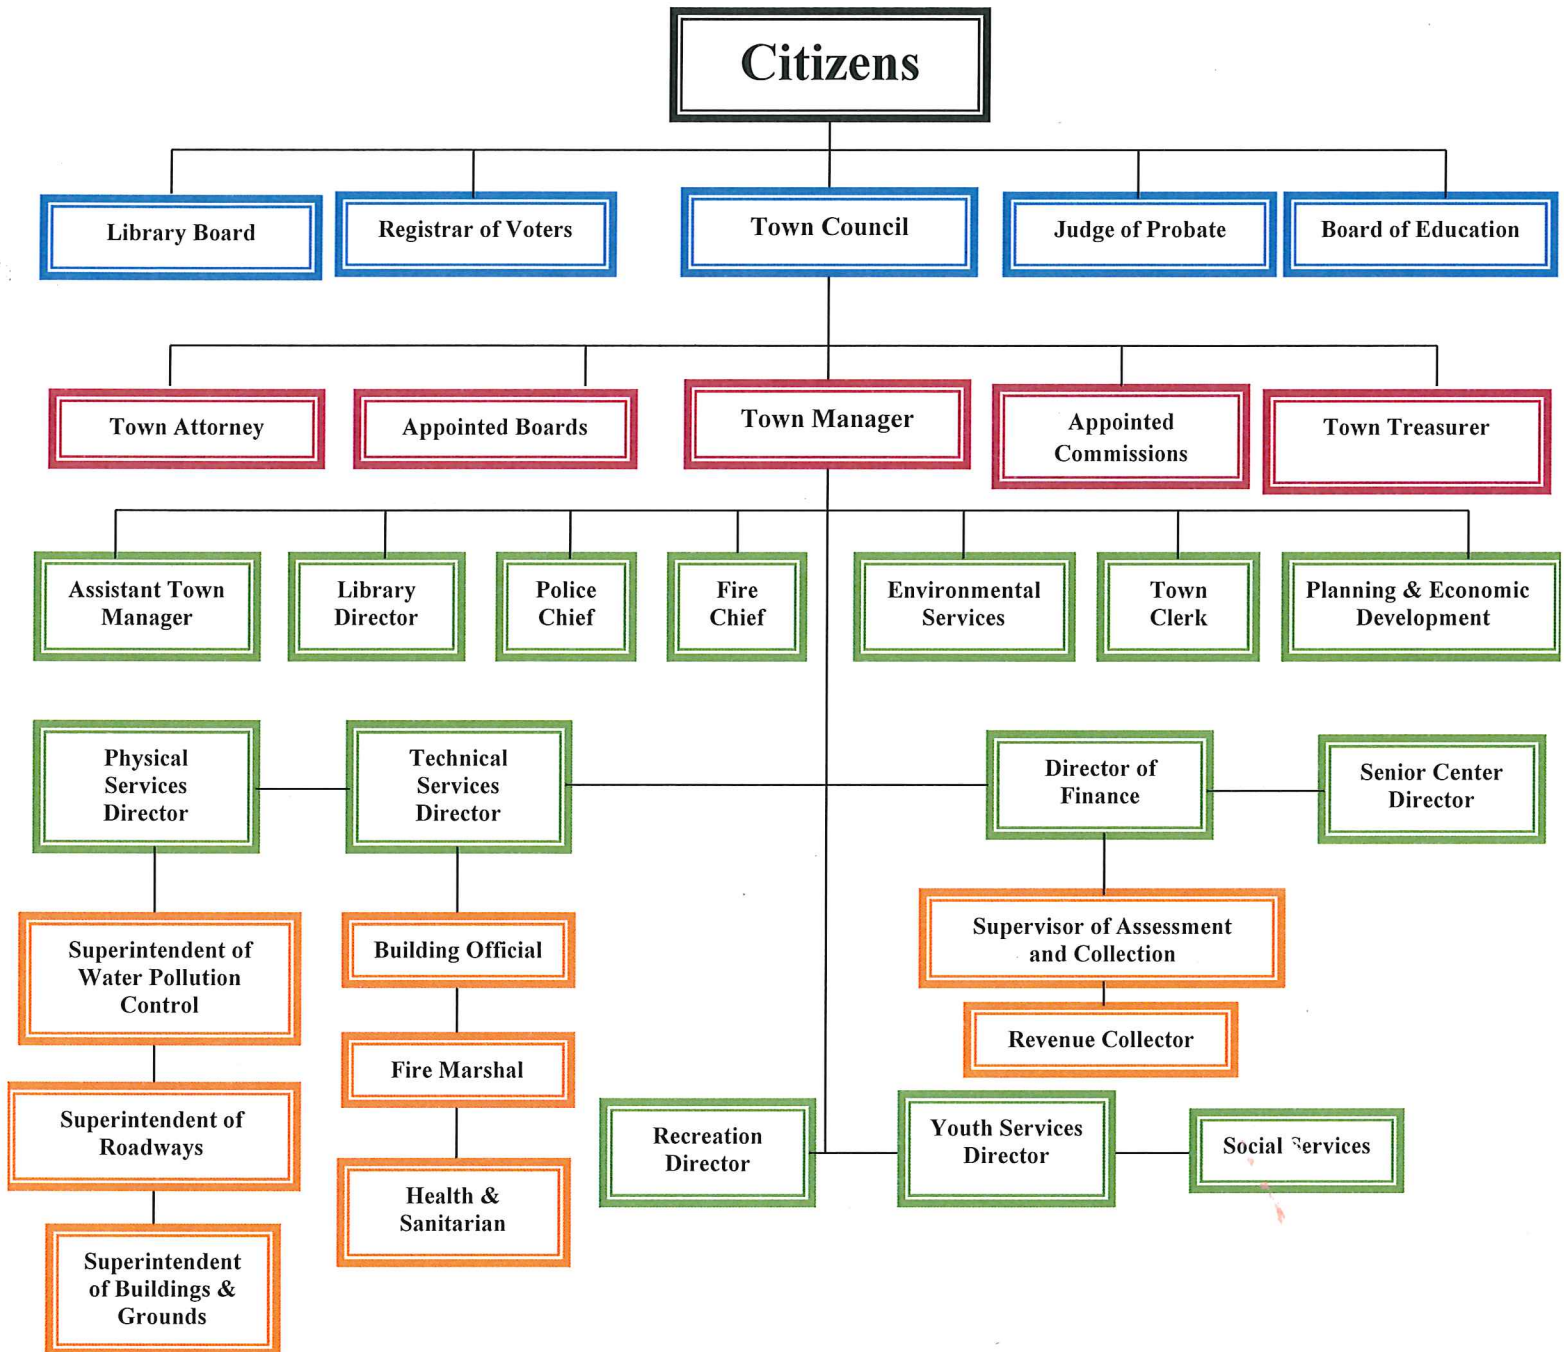 Citizens
Library Board
Registrar of Voters
Town Council
Judge of Probate
Board of Education
Town Attorney
Appointed Boards
Town Manager
Appointed
Commissions
Town Treasurer
Assistant Town
Manager
Library
Director
Police
Chief
Fire
Chief
Environmental
Services
Town
Clerk
Planning & Economic
Development
Physical
Services
Director
Technical
Services
Director
Director of
Finance
Senior Center
Director
Superintendent of
Water Pollution
Control
Building Official
Supervisor of Assessment
and Collection
Revenue Collector
Superintendent of
Roadways
Fire Marshal
Recreation
Director
Youth Services
Director
Social Services
Health &
Sanitarian
Superintendent
of Buildings &
Grounds